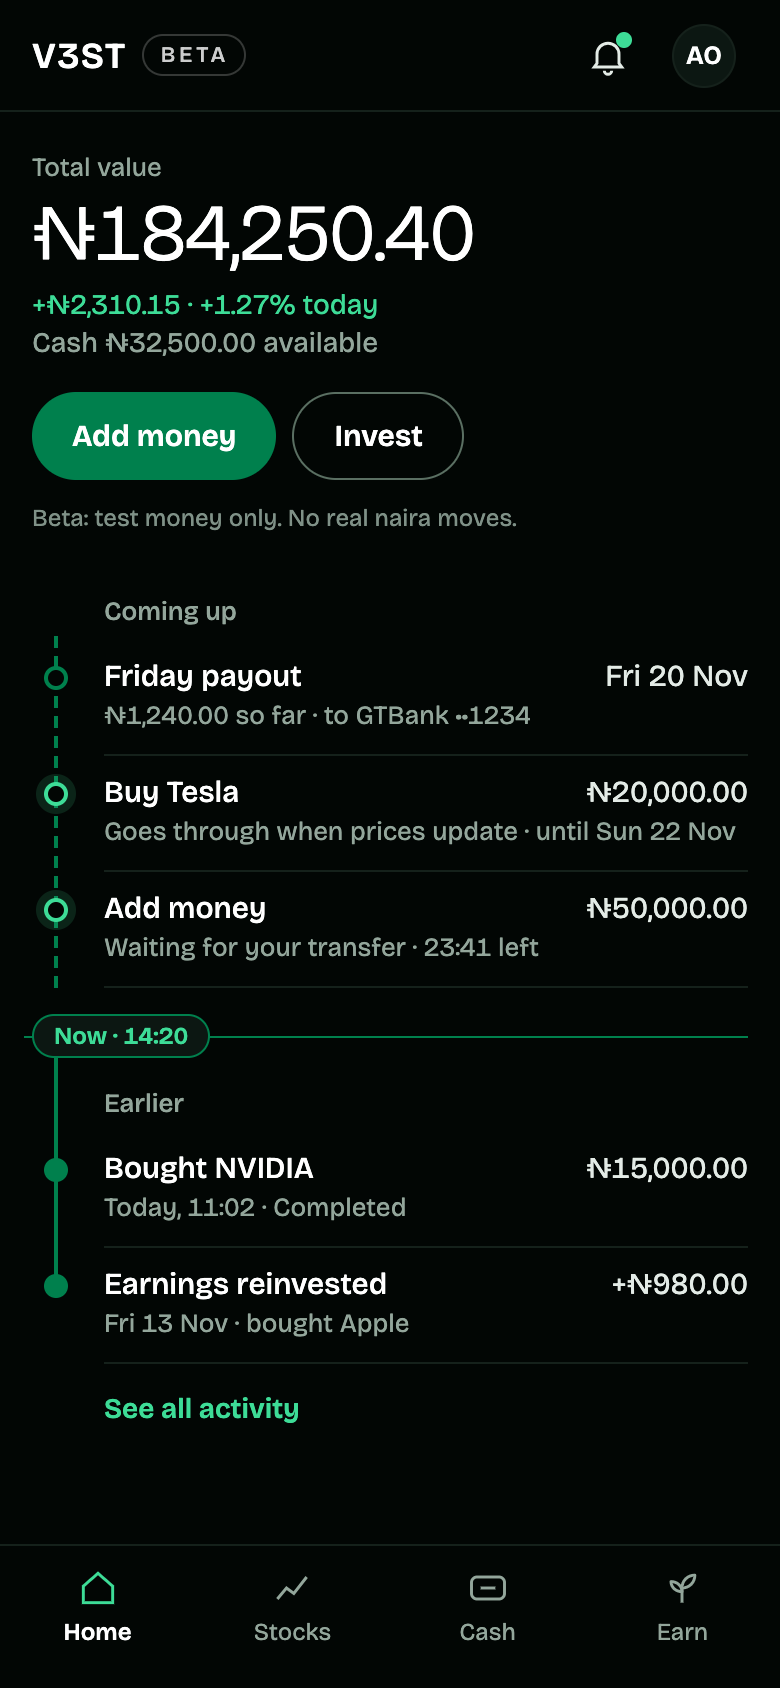 V3ST BETA
AO
Total value
₦184,250.40
+₦2,310.15 · +1.27% today
Cash ₦32,500.00 available
Add money
Invest
Beta: test money only. No real naira moves.
Coming up
Friday payout Fri 20 Nov
₦1,240.00 so far · to GTBank ··1234
Buy Tesla ₦20,000.00
Goes through when prices update · until Sun 22 Nov
Add money ₦50,000.00
Waiting for your transfer · 23:41 left
Now · 14:20
Earlier
Bought NVIDIA ₦15,000.00
Today, 11:02 · Completed
Earnings reinvested +₦980.00
Fri 13 Nov · bought Apple
See all activity
Home Stocks Cash Earn